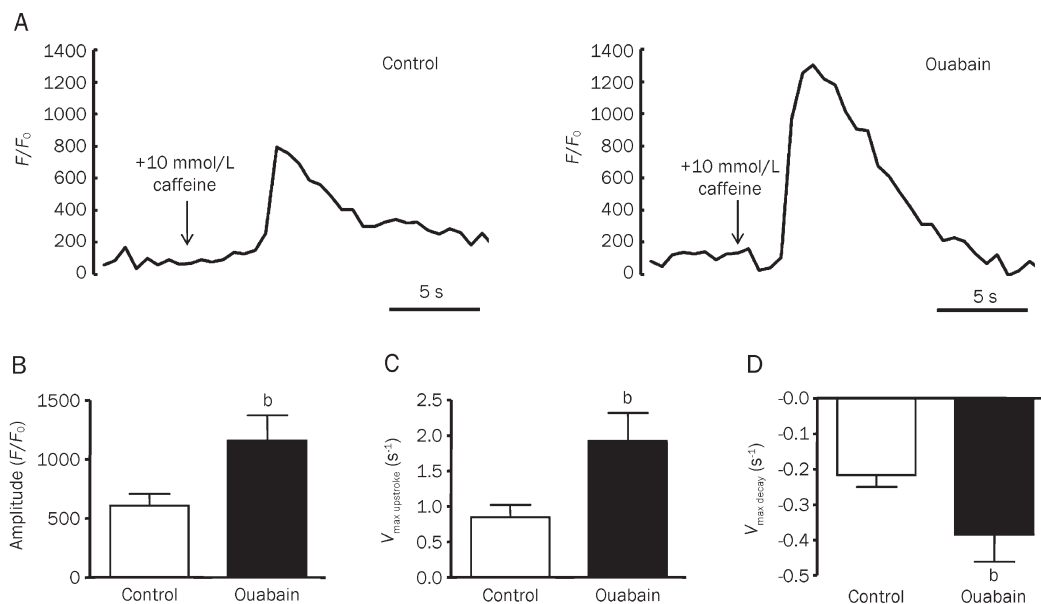 A
1400
1200
1000
800
600
400
200
0
F/F₀
Control
+10 mmol/L
caffeine
5 s
1400
1200
1000
800
600
400
200
0
F/F₀
Ouabain
+10 mmol/L
caffeine
5 s
B
1500
1000
500
0
Amplitude (F/F₀)
b
Control Ouabain
C
2.5
2.0
1.5
1.0
0.5
0.0
Vmax upstroke (s⁻¹)
b
Control Ouabain
D
-0.0
-0.1
-0.2
-0.3
-0.4
-0.5
Vmax decay (s⁻¹)
b
Control Ouabain